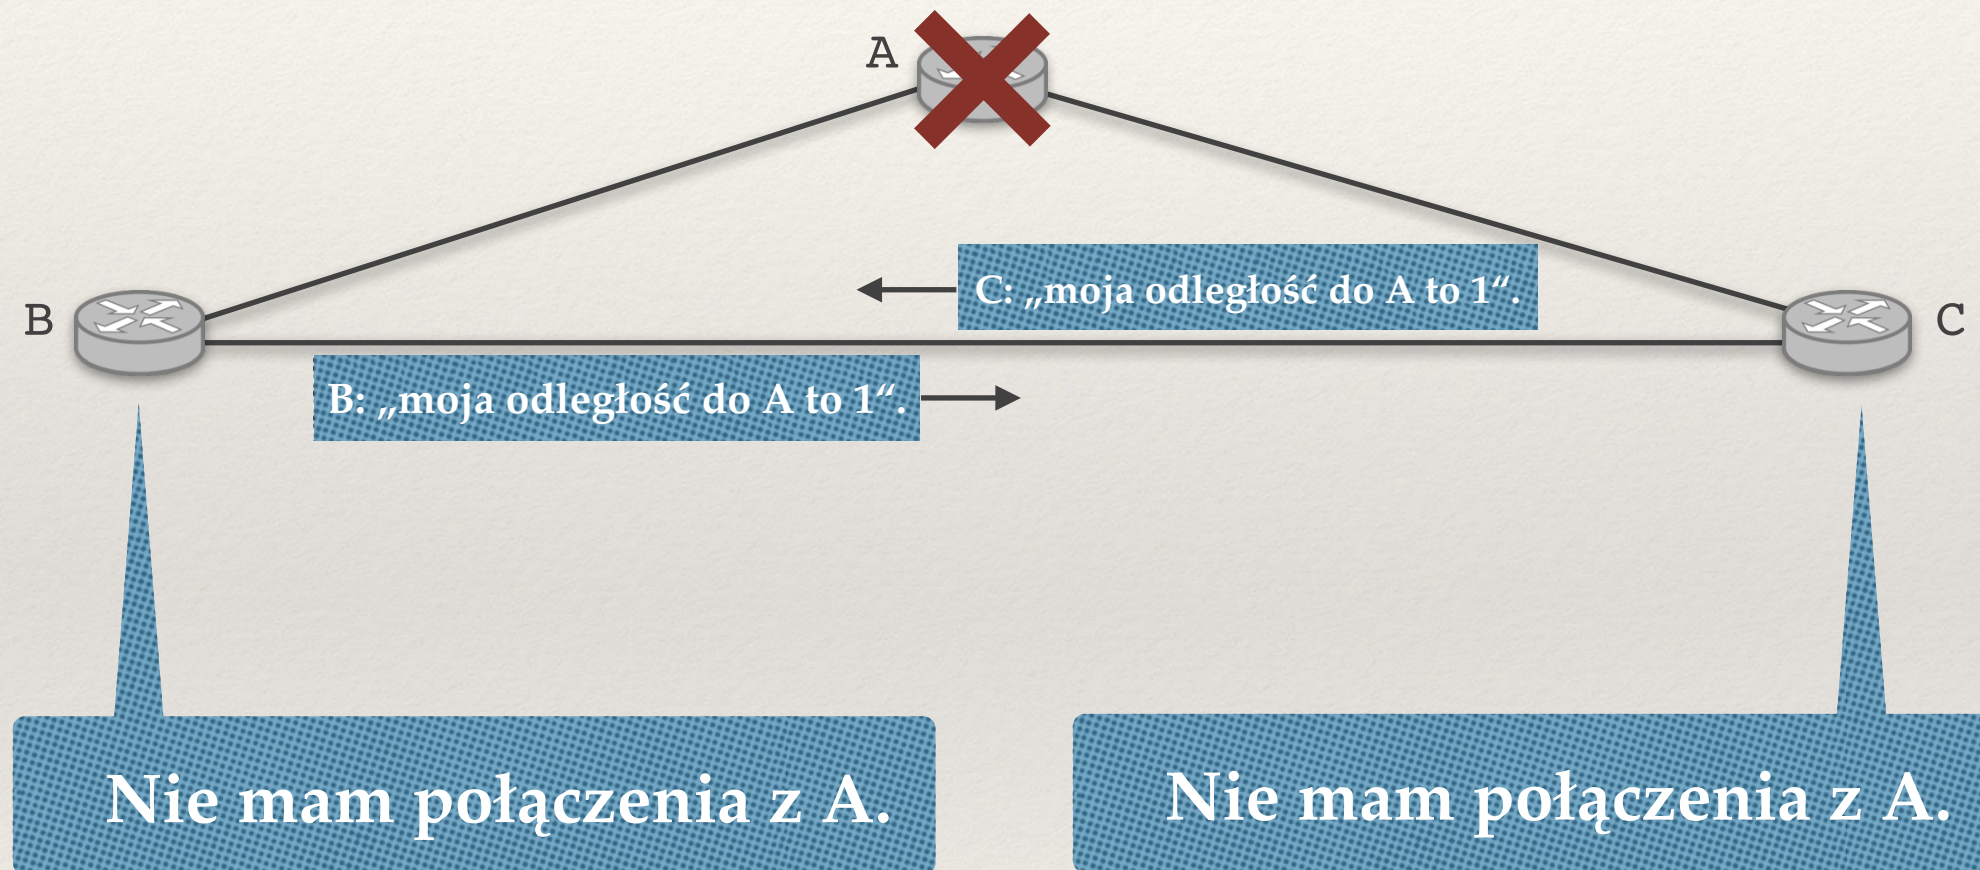 A
C: „moja odległość do A to 1“.
B
C
B: „moja odległość do A to 1“.
Nie mam połączenia z A.
Nie mam połączenia z A.